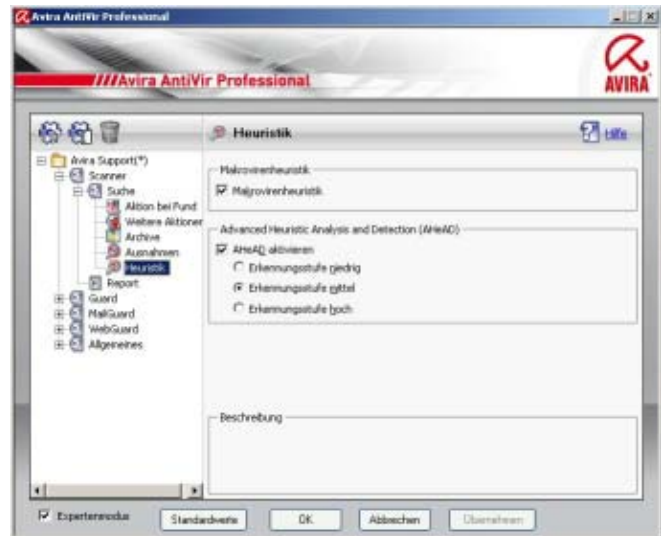 Avira AntiVir Professional
////Avira AntiVir Professional
AVIRA
Heuristik
Hilfe
Avira Support(*)
Scanner
Suche
Aktion bei Fund
Weitere Aktionen
Archive
Ausnahmen
Heuristik
Report
Guard
MailGuard
WebGuard
Allgemeines
Makrovirenheuristik
Makrovirenheuristik
Advanced Heuristic Analysis and Detection (AHeAD)
AHeAD aktivieren
Erkennungsstufe niedrig
Erkennungsstufe mittel
Erkennungsstufe hoch
Beschreibung
Expertenmodus
Standardwerte
OK
Abbrechen
Übernehmen